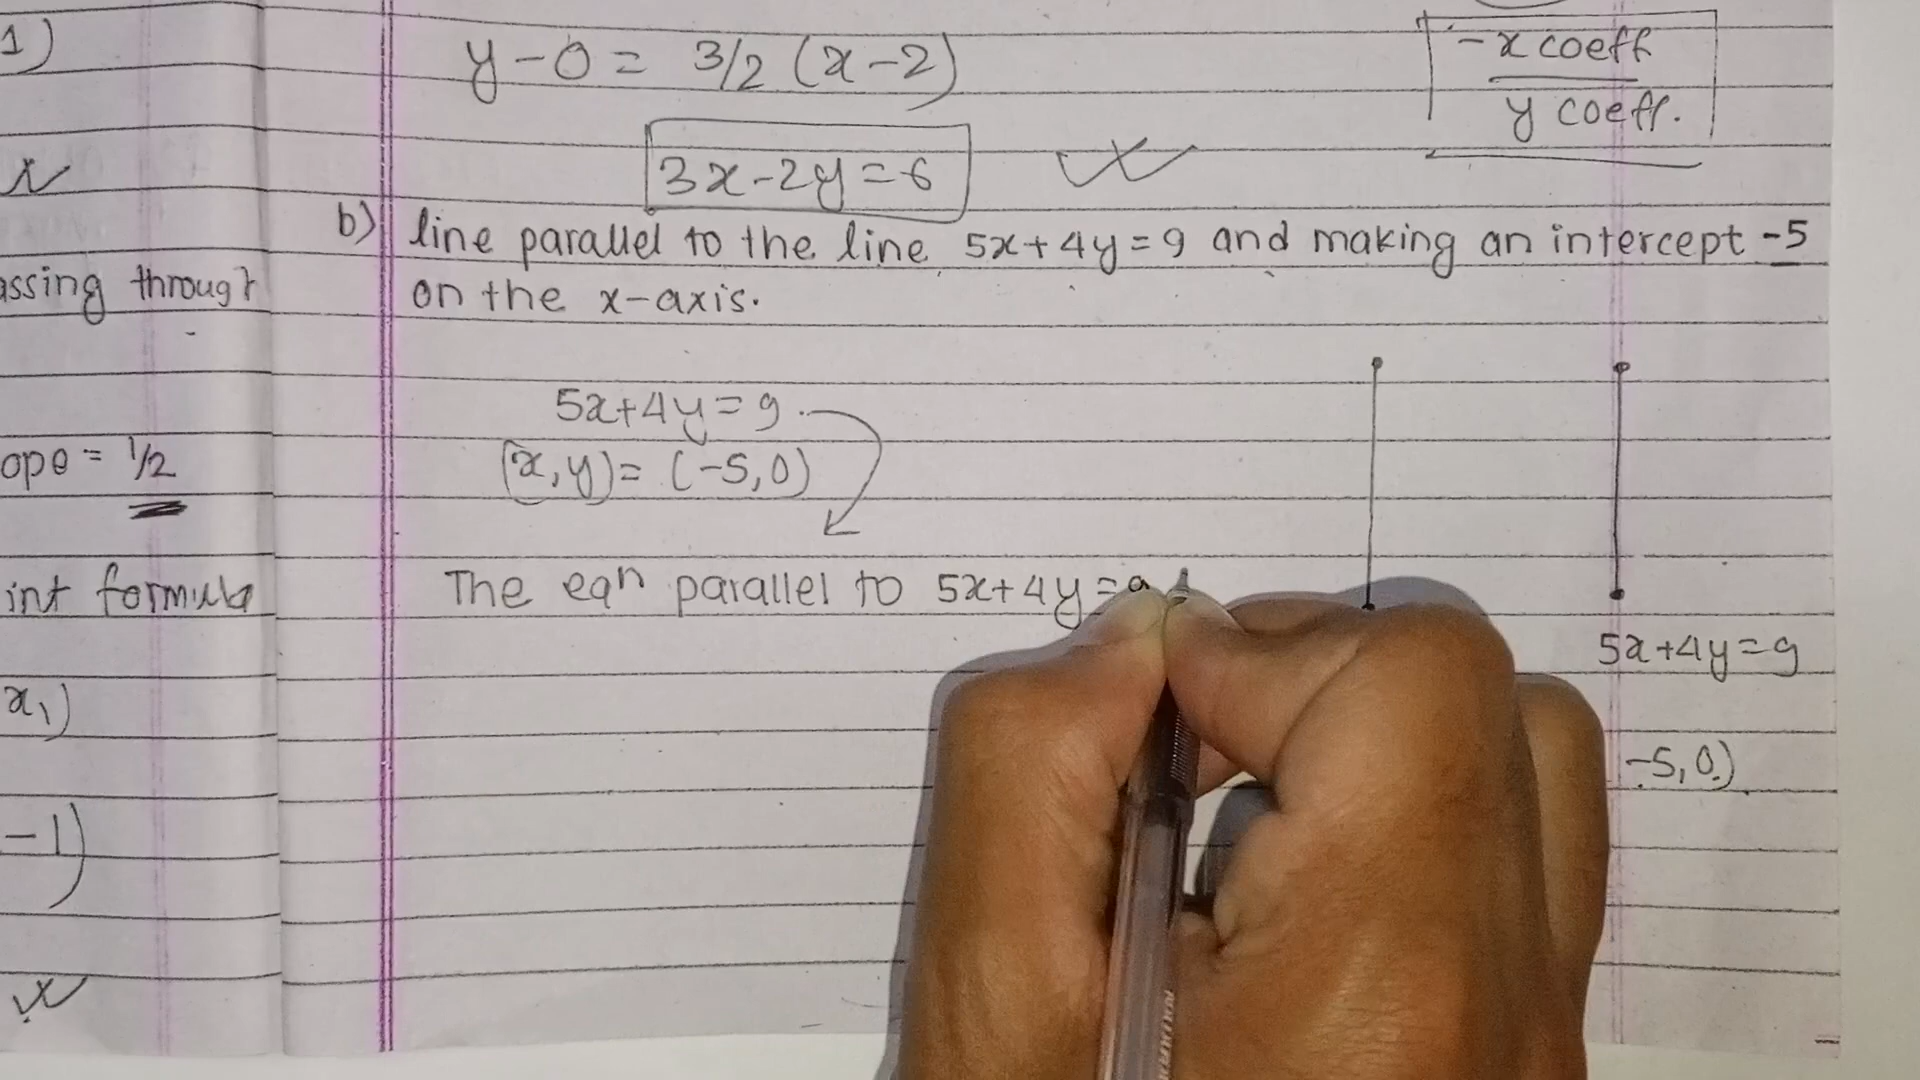 1)
assing through
ope = 1/2
int formula
x₁)
-1)
y - 0 = 3/2 (x - 2)
-x coeff.
y coeff.
3x - 2y = 6
b) line parallel to the line 5x + 4y = 9 and making an intercept -5
on the x-axis.
5x + 4y = 9
(x, y) = (-5, 0)
The eqn parallel to 5x + 4y = 9
5x + 4y = 9
-5, 0)